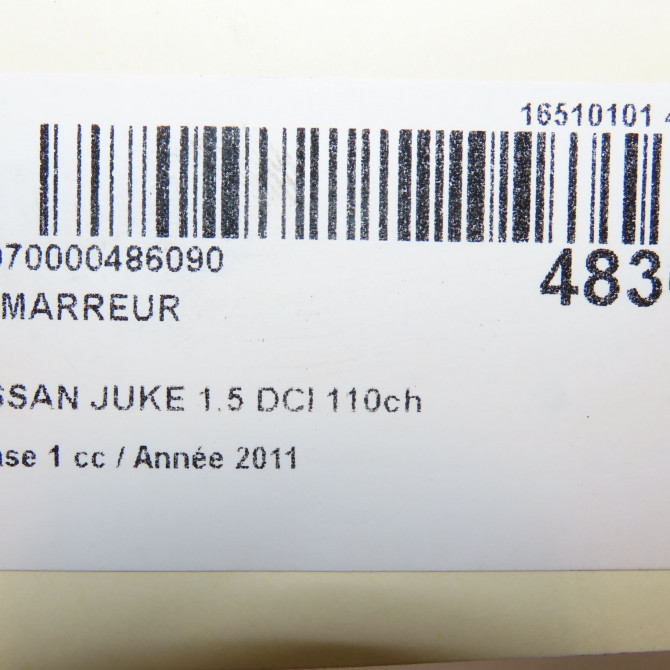 16510101 4
070000486090
483
MARREUR
SSAN JUKE 1.5 DCI 110ch
ase 1 cc / Année 2011